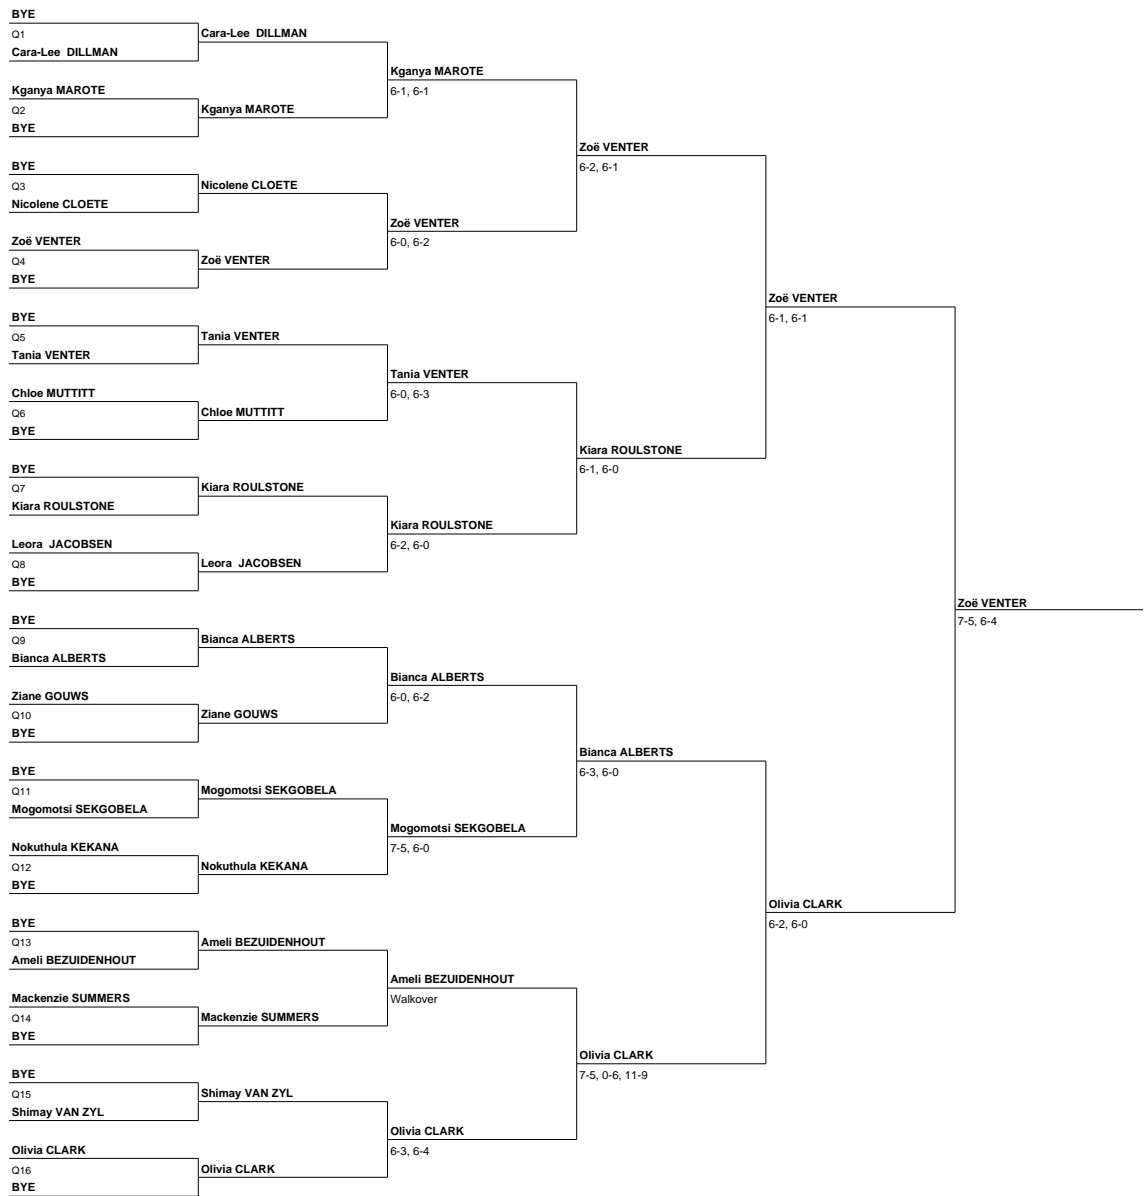 BYE
Q1
Cara-Lee  DILLMAN
Kganya MAROTE
Q2
BYE
BYE
Q3
Nicolene CLOETE
Zoë VENTER
Q4
BYE
BYE
Q5
Tania VENTER
Chloe MUTTITT
Q6
BYE
BYE
Q7
Kiara ROULSTONE
Leora  JACOBSEN
Q8
BYE
BYE
Q9
Bianca ALBERTS
Ziane GOUWS
Q10
BYE
BYE
Q11
Mogomotsi SEKGOBELA
Nokuthula KEKANA
Q12
BYE
BYE
Q13
Ameli BEZUIDENHOUT
Mackenzie SUMMERS
Q14
BYE
BYE
Q15
Shimay VAN ZYL
Olivia CLARK
Q16
BYE
Cara-Lee  DILLMAN
Kganya MAROTE
Nicolene CLOETE
Zoë VENTER
Tania VENTER
Chloe MUTTITT
Kiara ROULSTONE
Leora  JACOBSEN
Bianca ALBERTS
Ziane GOUWS
Mogomotsi SEKGOBELA
Nokuthula KEKANA
Ameli BEZUIDENHOUT
Mackenzie SUMMERS
Shimay VAN ZYL
Olivia CLARK
Kganya MAROTE
6-1, 6-1
Zoë VENTER
6-0, 6-2
Tania VENTER
6-0, 6-3
Kiara ROULSTONE
6-2, 6-0
Bianca ALBERTS
6-0, 6-2
Mogomotsi SEKGOBELA
7-5, 6-0
Ameli BEZUIDENHOUT
Walkover
Olivia CLARK
6-3, 6-4
Zoë VENTER
6-2, 6-1
Kiara ROULSTONE
6-1, 6-0
Bianca ALBERTS
6-3, 6-0
Olivia CLARK
7-5, 0-6, 11-9
Zoë VENTER
6-1, 6-1
Olivia CLARK
6-2, 6-0
Zoë VENTER
7-5, 6-4